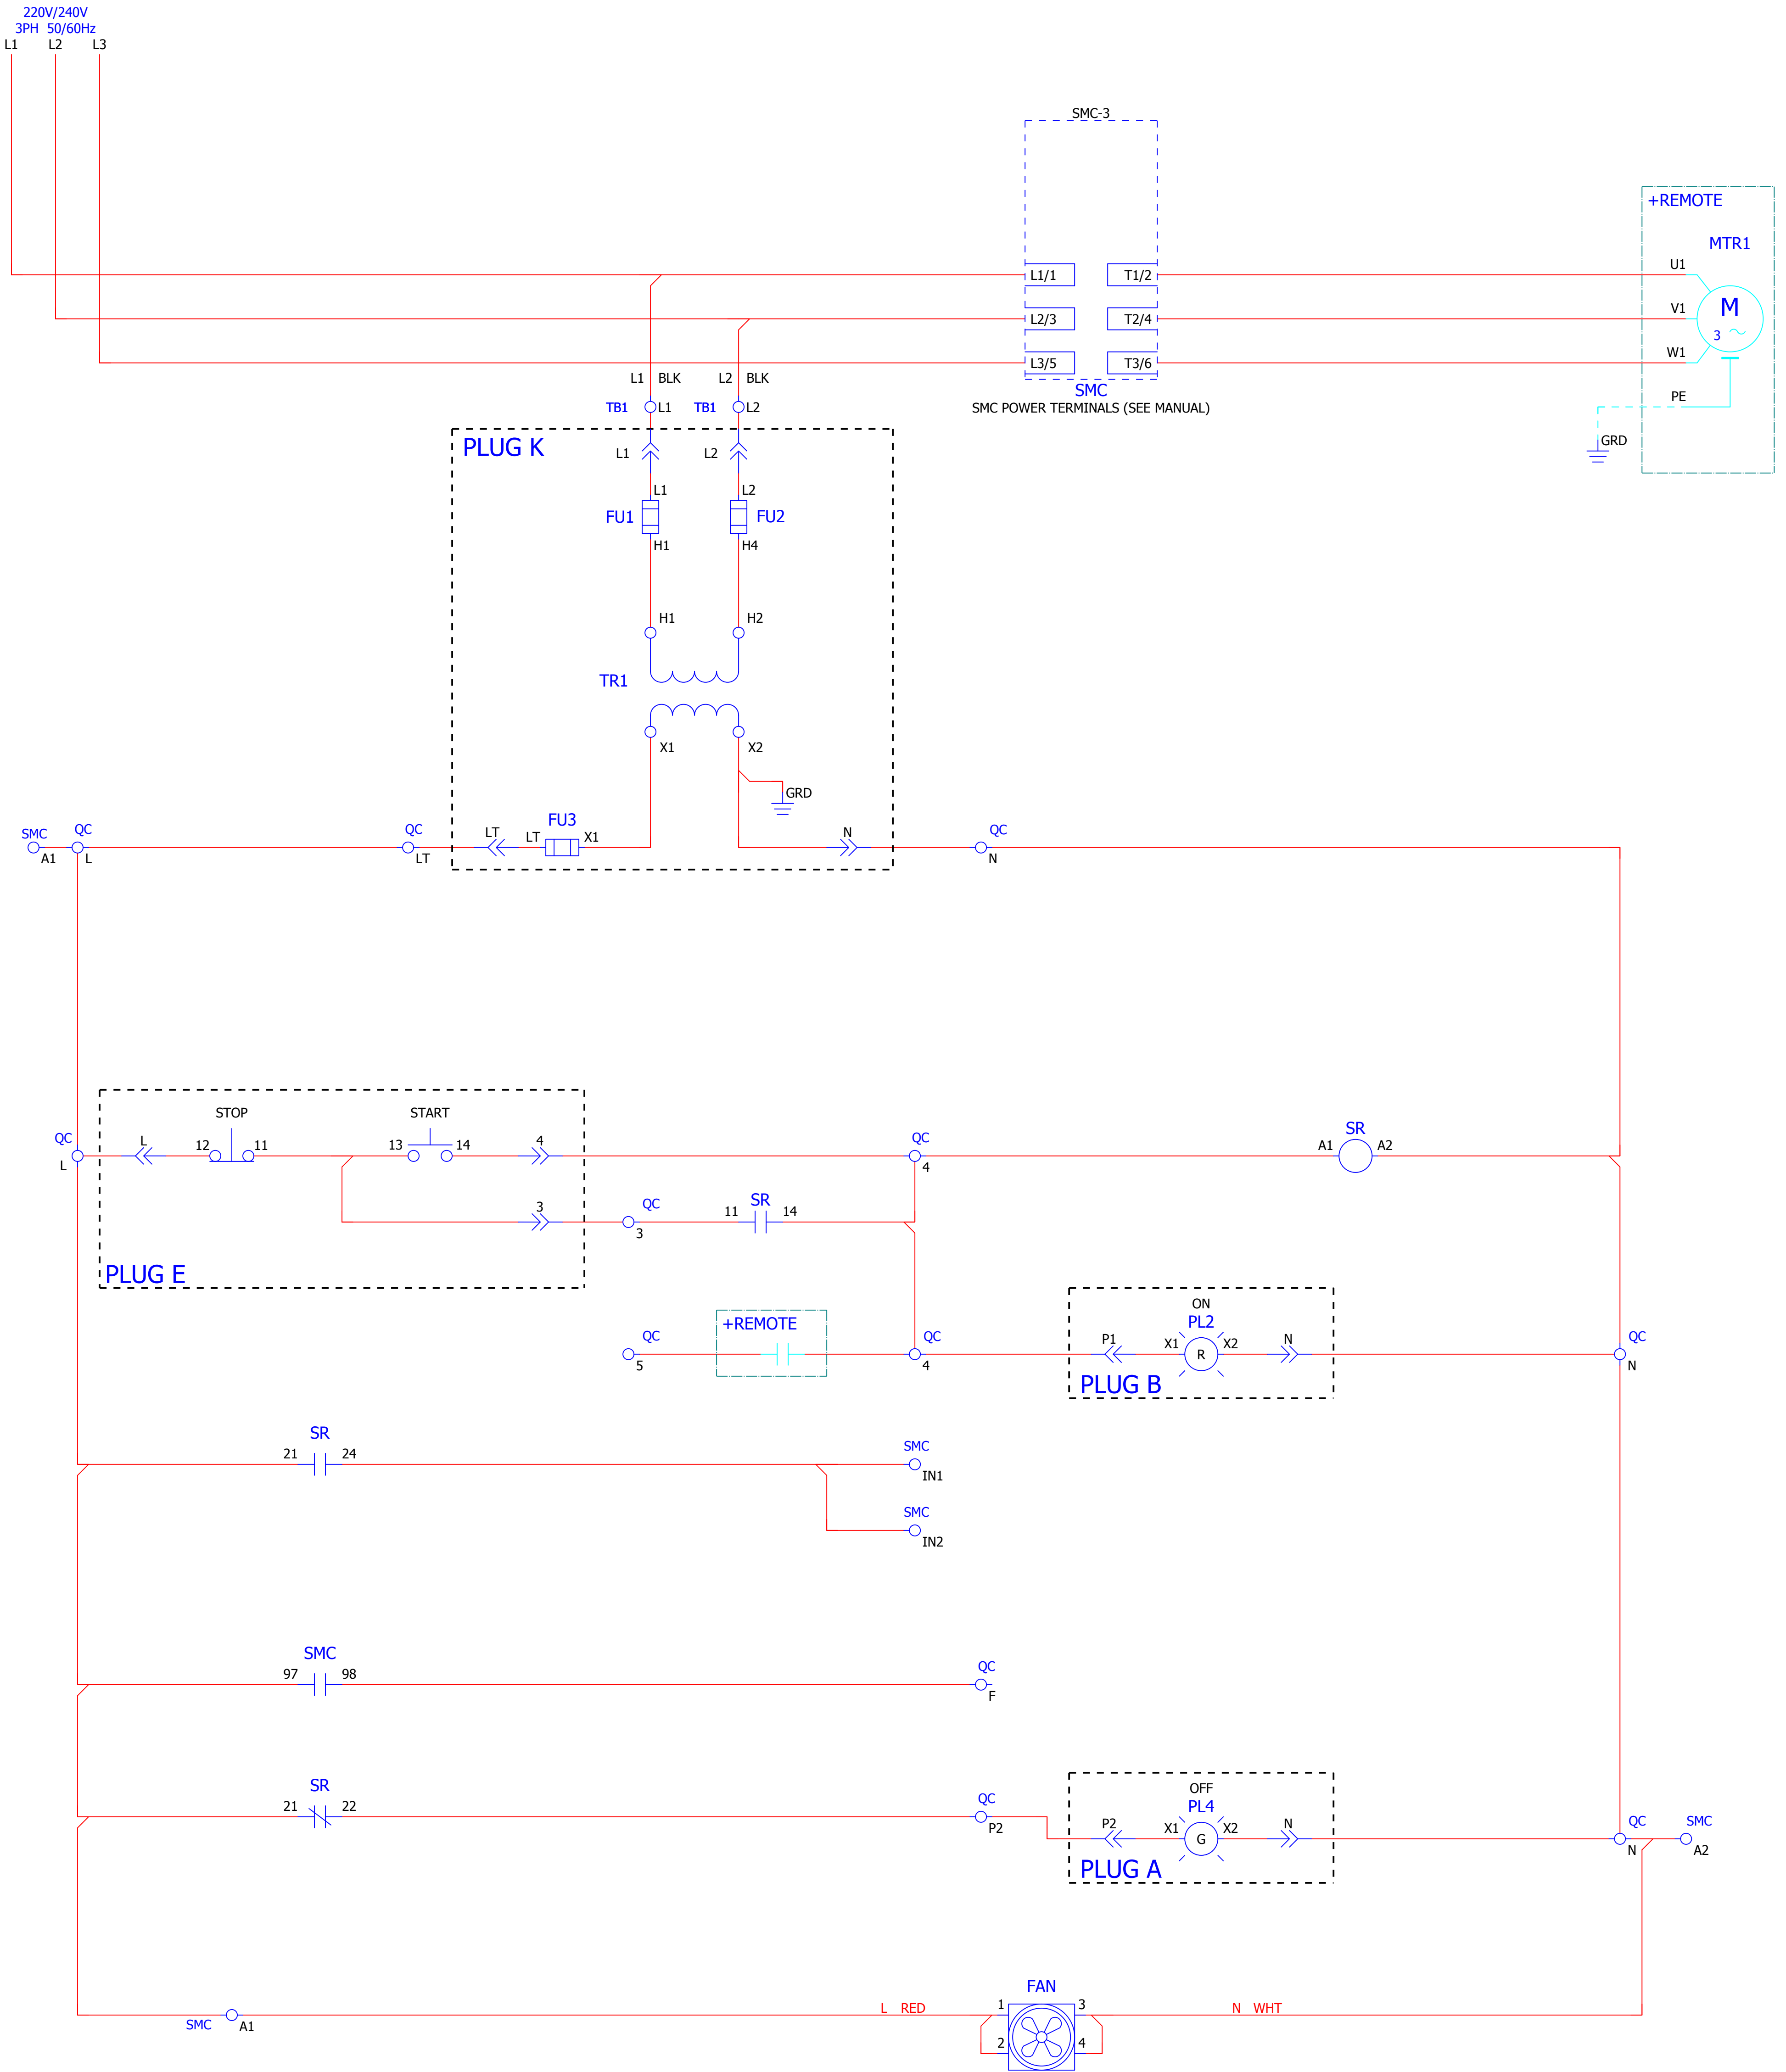 220V/240V
3PH 50/60Hz
L1 L2 L3
SMC-3
+REMOTE
MTR1
L1/1 T1/2 U1
L2/3 T2/4 V1
M
3
L3/5 T3/6 W1
L1 BLK L2 BLK
SMC
PE
TB1 L1 TB1 L2
SMC POWER TERMINALS (SEE MANUAL)
GRD
PLUG K
L1 L2
L1 L2
FU1 FU2
H1 H4
H1 H2
TR1
X1 X2
GRD
SMC QC QC LT LT FU3 X1 N QC
A1 L LT N
STOP START
QC L 12 11 13 14 4 QC SR
L 4 A1 A2
3 QC 11 SR 14
3
PLUG E
ON
+REMOTE
PL2
QC QC P1 X1 R X2 N QC
5 4 N
PLUG B
SR
21 24 SMC
IN1
SMC
IN2
SMC
97 98 QC
F
SR
21 22 QC
P2
OFF
PL4
P2 X1 G X2 N QC SMC
N A2
PLUG A
FAN
L RED 1 3 N WHT
SMC A1
2 4